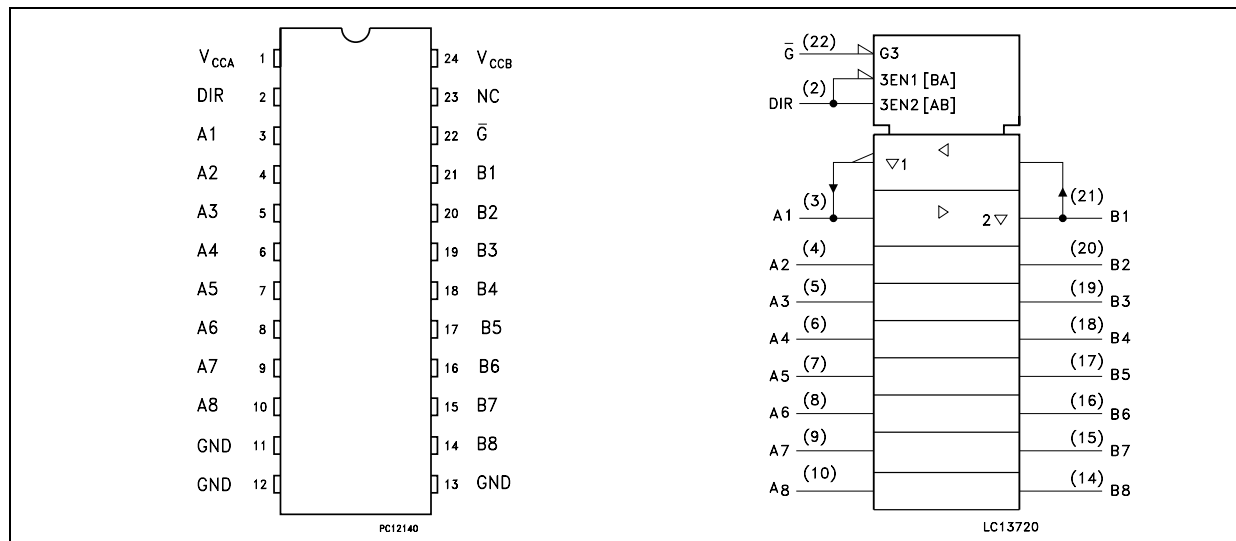 V_CCA 1 24 V_CCB
DIR 2 23 NC
A1 3 22 G̅
A2 4 21 B1
A3 5 20 B2
A4 6 19 B3
A5 7 18 B4
A6 8 17 B5
A7 9 16 B6
A8 10 15 B7
GND 11 14 B8
GND 12 13 GND
PC12140
G̅ (22) G3
3EN1 [BA]
DIR (2) 3EN2 [AB]
1
A1 (3) 2 (21) B1
A2 (4) (20) B2
A3 (5) (19) B3
A4 (6) (18) B4
A5 (7) (17) B5
A6 (8) (16) B6
A7 (9) (15) B7
A8 (10) (14) B8
LC13720